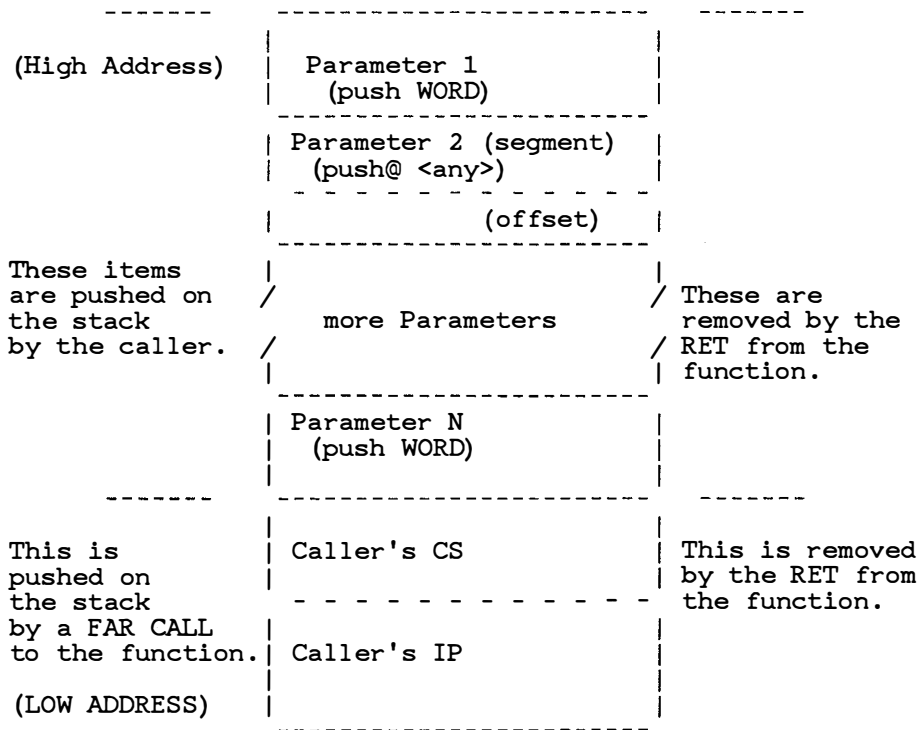 (High Address) Parameter 1
(push WORD)
Parameter 2 (segment)
(push@ <any>)
(offset)
These items
are pushed on These are
the stack more Parameters removed by the
by the caller. RET from the
function.
Parameter N
(push WORD)
This is Caller's CS This is removed
pushed on by the RET from
the stack the function.
by a FAR CALL
to the function. Caller's IP
(LOW ADDRESS)